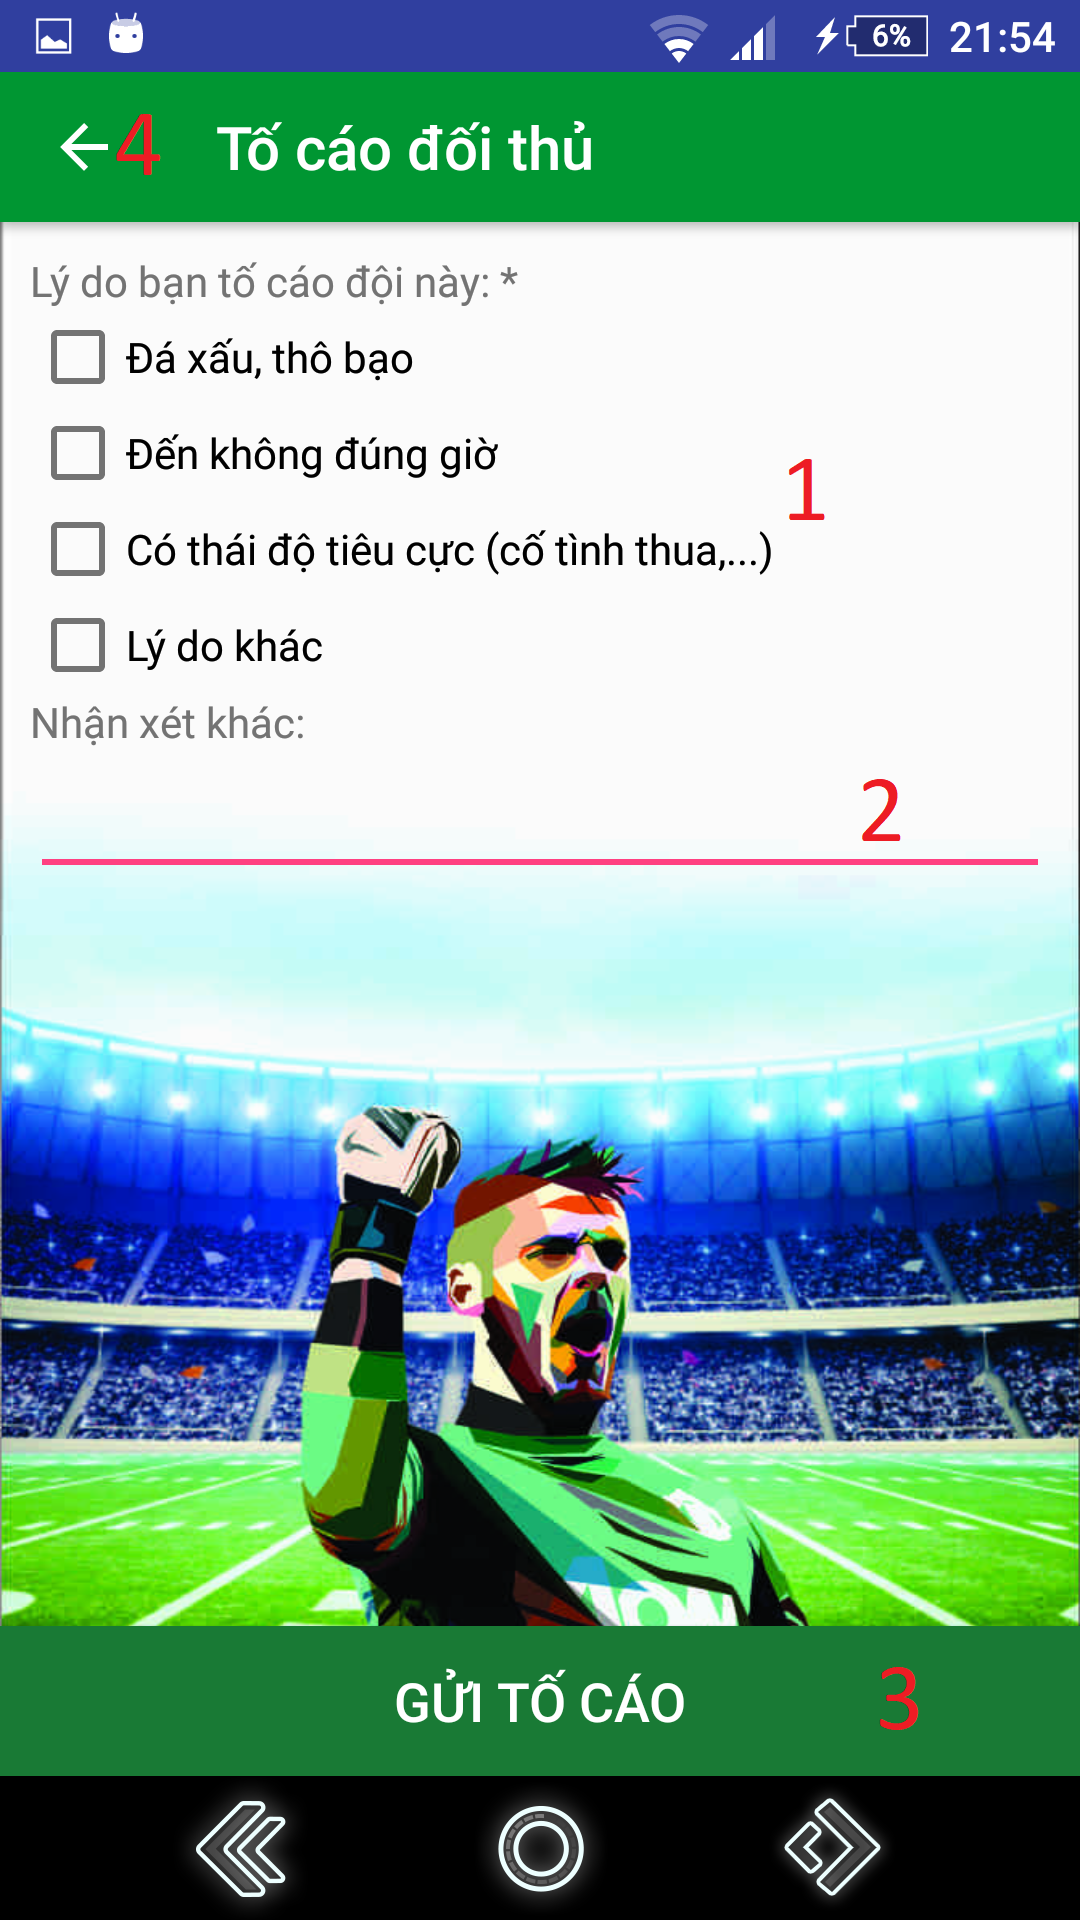 6% 21:54
4 Tố cáo đối thủ
Lý do bạn tố cáo đội này: *
Đá xấu, thô bạo
Đến không đúng giờ
1
Có thái độ tiêu cực (cố tình thua,...)
Lý do khác
Nhận xét khác:
2
GỬI TỐ CÁO 3